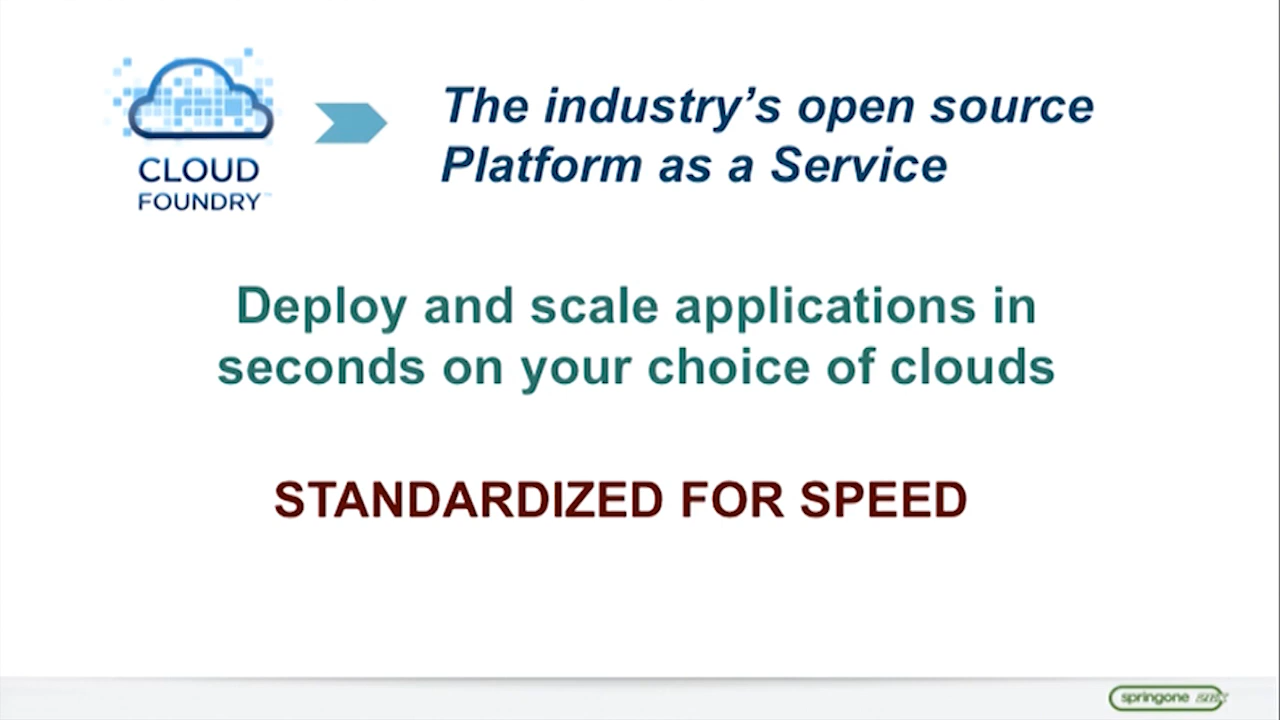 CLOUD
FOUNDRY™
The industry's open source
Platform as a Service
Deploy and scale applications in
seconds on your choice of clouds
STANDARDIZED FOR SPEED
springone